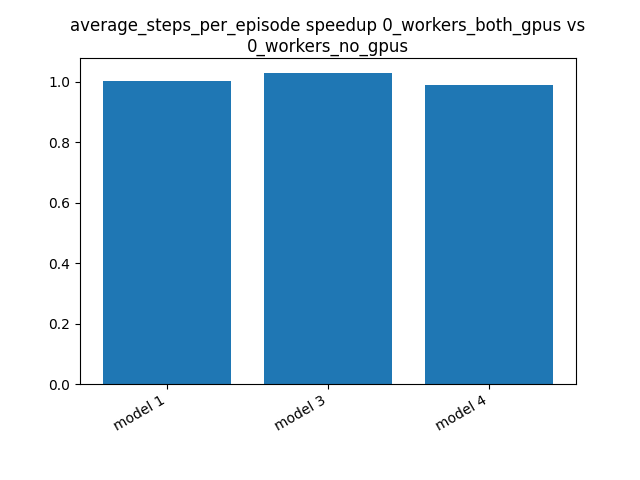 average_steps_per_episode speedup 0_workers_both_gpus vs
0_workers_no_gpus
1.0
0.8
0.6
0.4
0.2
0.0
model 1
model 3
model 4